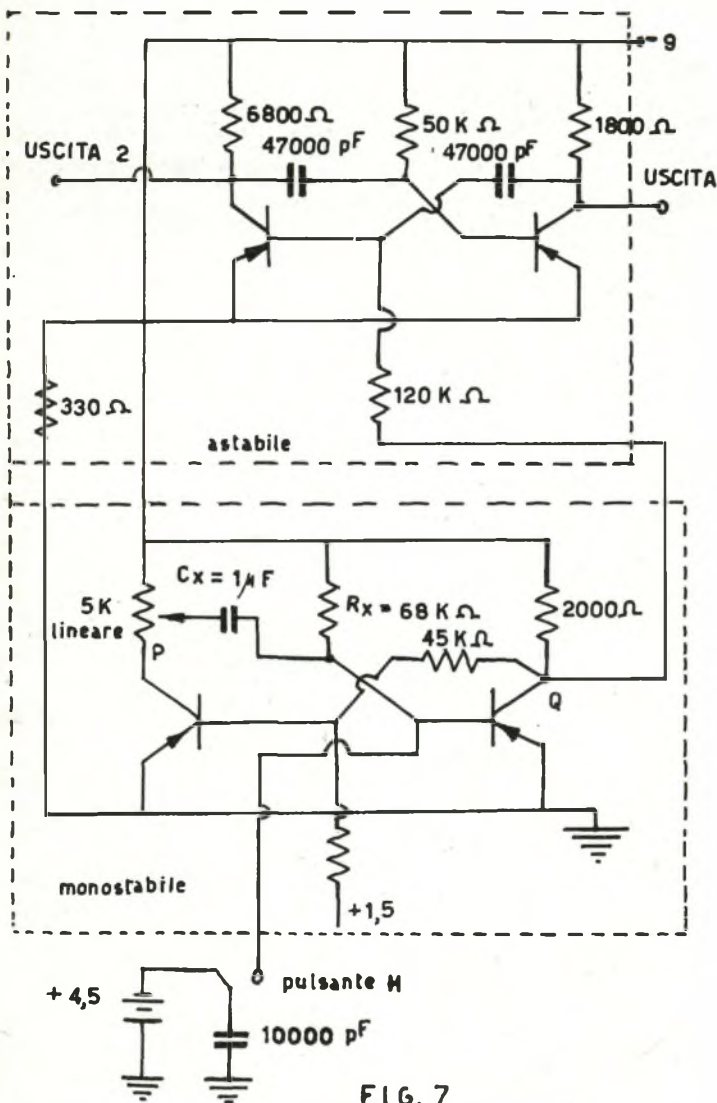 - 9
6800 Ω
50 K Ω
1800 Ω
47000 pF
47000 pF
USCITA 2
USCITA
330 Ω
120 K Ω
astabile
Cx = 1 µF
5K
lineare
Rx = 68 K Ω
2000 Ω
45 K Ω
P
Q
monostabile
+1,5
pulsante H
+ 4,5
10000 pF
FIG. 7